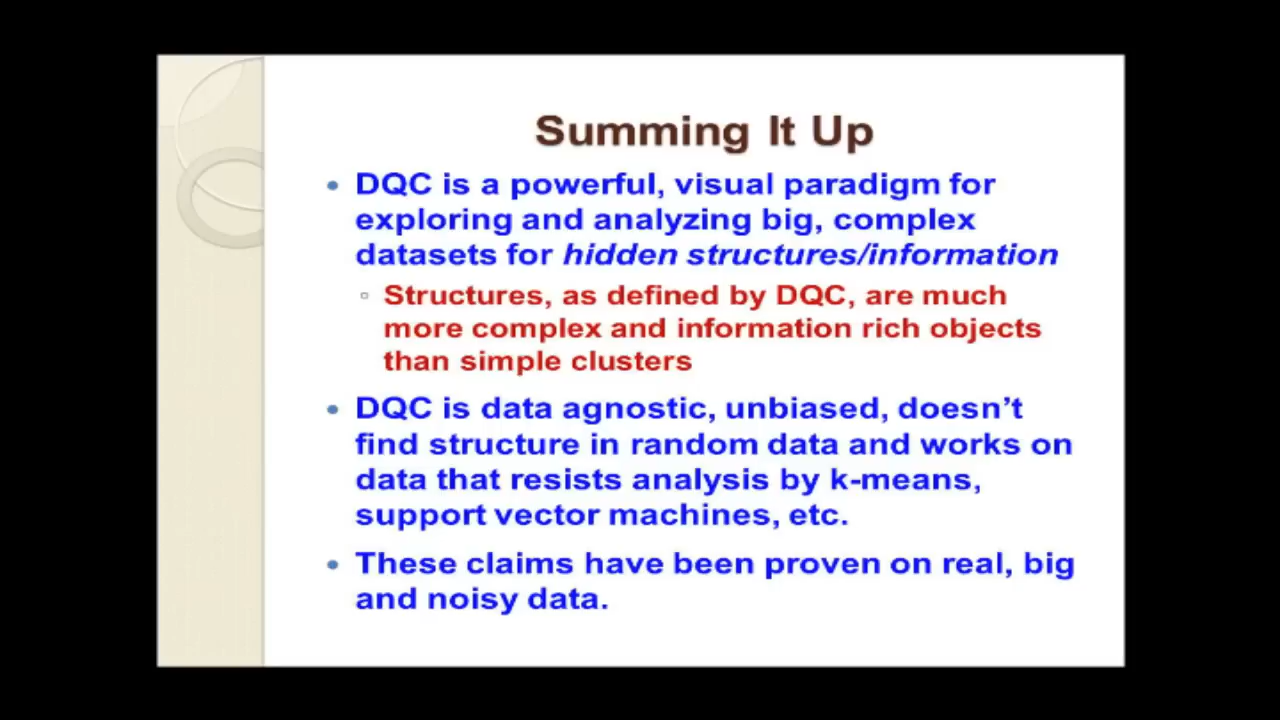 Summing It Up
• DQC is a powerful, visual paradigm for
exploring and analyzing big, complex
datasets for hidden structures/information
▫ Structures, as defined by DQC, are much
more complex and information rich objects
than simple clusters
• DQC is data agnostic, unbiased, doesn’t
find structure in random data and works on
data that resists analysis by k-means,
support vector machines, etc.
• These claims have been proven on real, big
and noisy data.